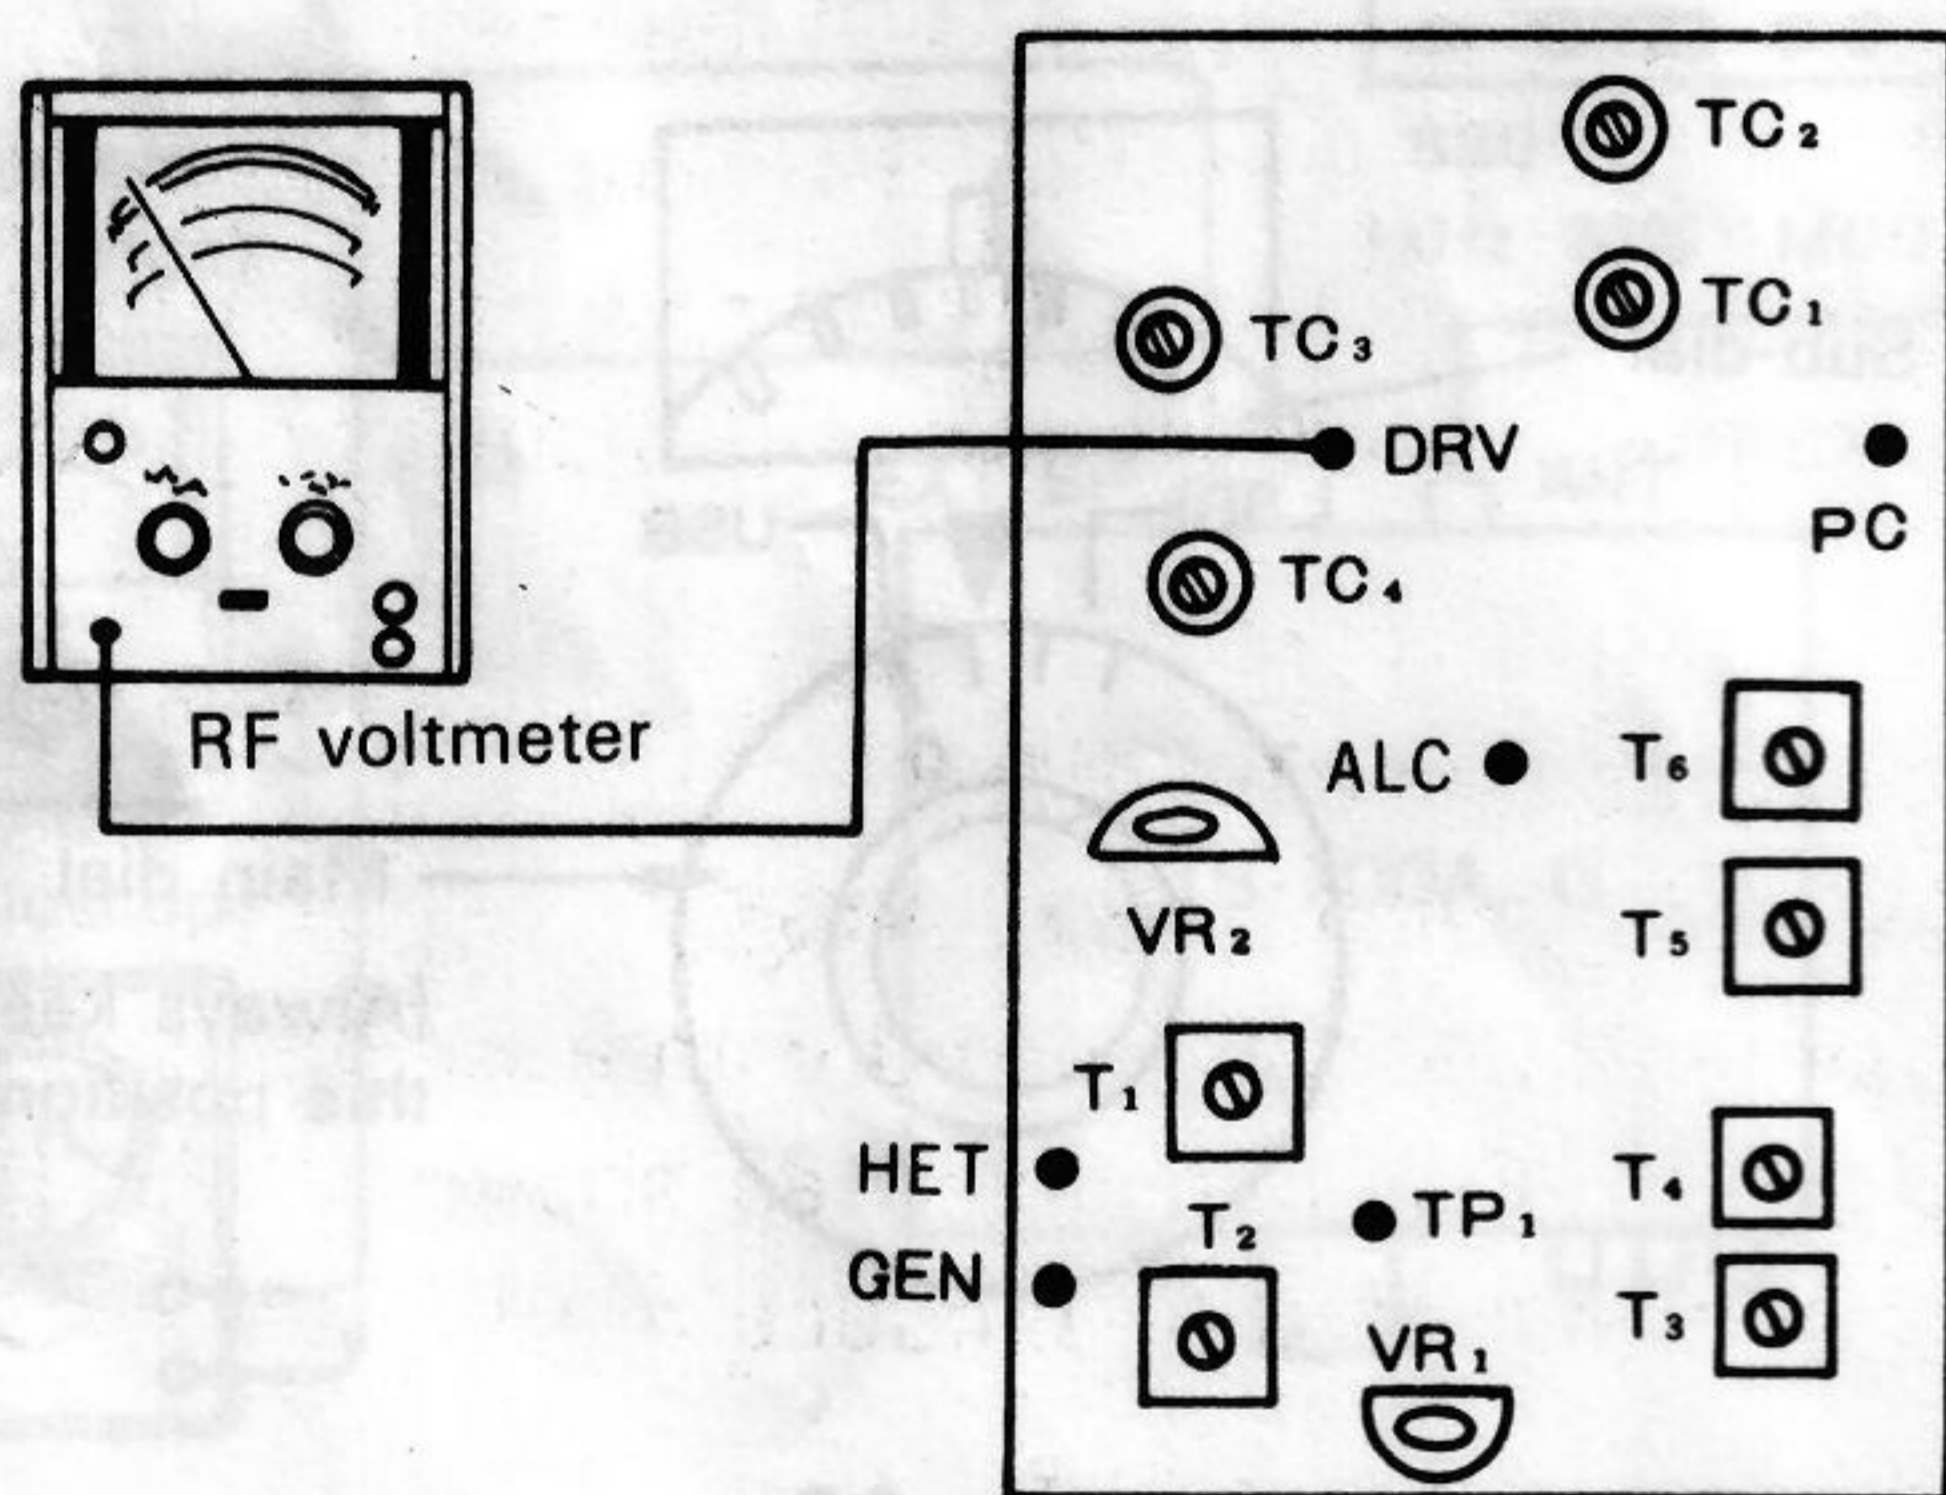 TC2
TC1
TC3
DRV
PC
TC4
RF voltmeter
ALC
T6
VR2
T5
T1
HET
T4
T2
TP1
GEN
T3
VR1